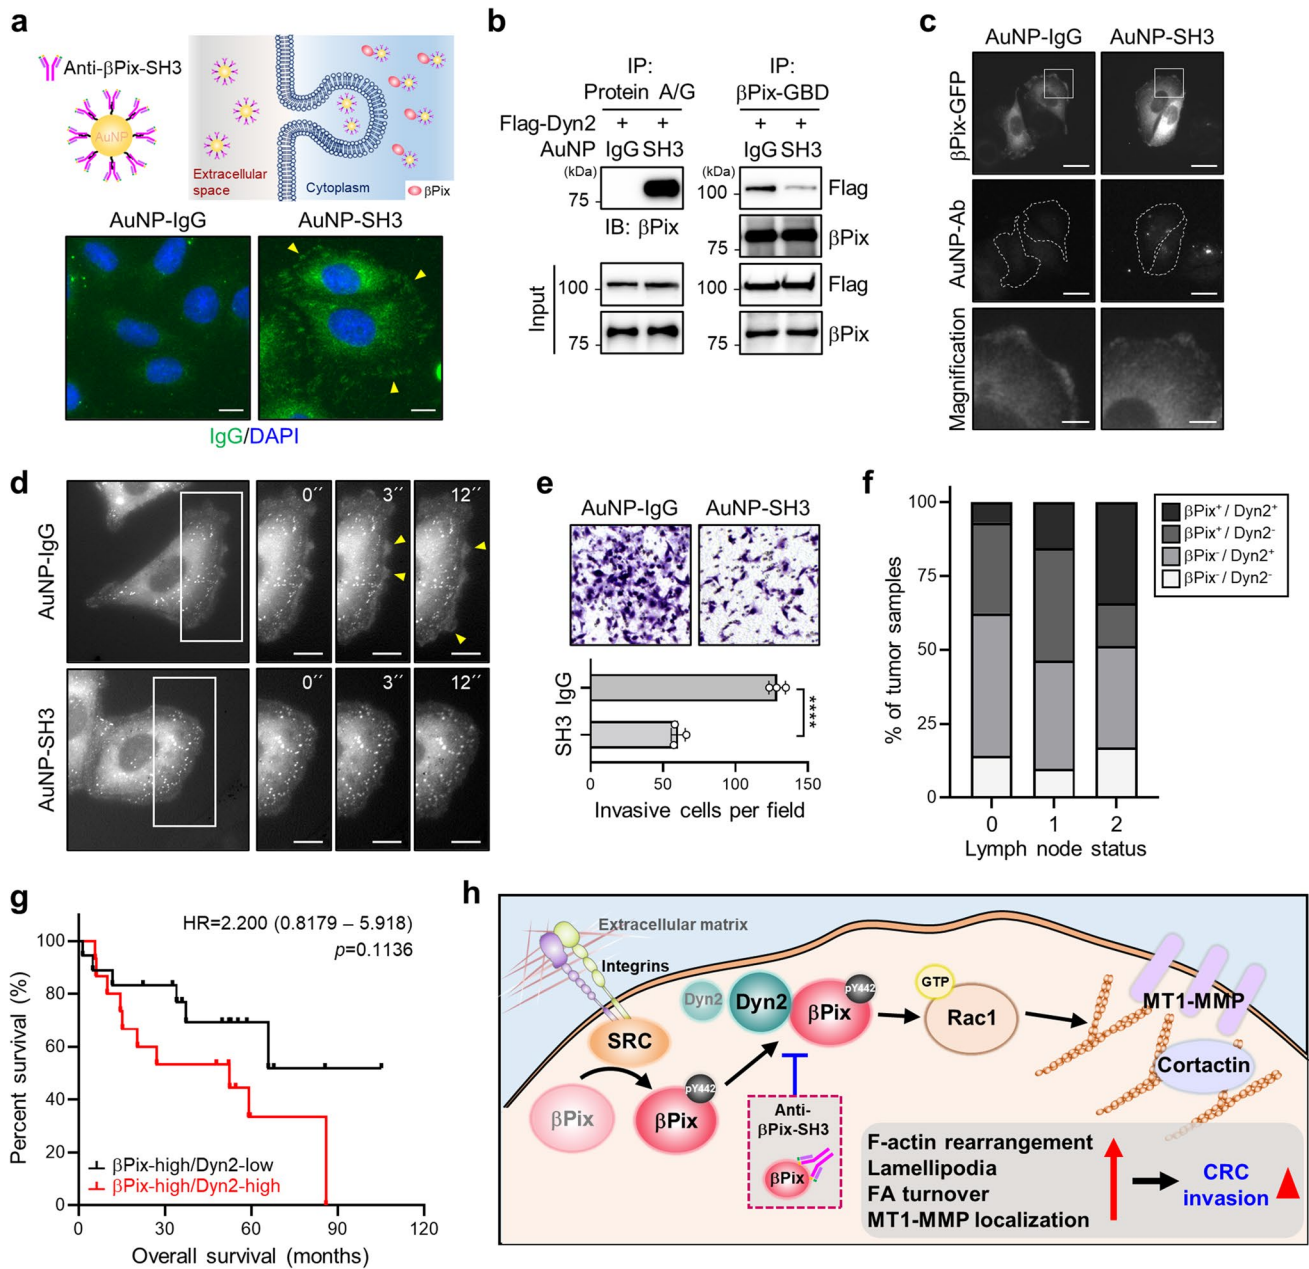 a
Anti-βPix-SH3
AuNP
Extracellular
space
Cytoplasm
βPix
AuNP-IgG
AuNP-SH3
IgG/DAPI
b
IP:
Protein A/G
IP:
βPix-GBD
Flag-Dyn2 + + + +
AuNP IgG SH3 IgG SH3
(kDa)
75
IB: βPix
(kDa)
100
Flag
75
βPix
Input
100
100
Flag
75
75
βPix
c
AuNP-IgG
AuNP-SH3
βPix-GFP
AuNP-Ab
Magnification
d
AuNP-IgG
0´´
3´´
12´´
AuNP-SH3
0´´
3´´
12´´
e
AuNP-IgG
AuNP-SH3
IgG
SH3
****
0
50
100
150
Invasive cells per field
f
100
75
50
25
0
% of tumor samples
0
1
2
Lymph node status
βPix⁺/ Dyn2⁺
βPix⁺/ Dyn2⁻
βPix⁻/ Dyn2⁺
βPix⁻/ Dyn2⁻
g
HR=2.200 (0.8179 – 5.918)
p=0.1136
Percent survival (%)
100
80
60
40
20
0
βPix-high/Dyn2-low
βPix-high/Dyn2-high
0
30
60
90
120
Overall survival (months)
h
Extracellular matrix
Integrins
SRC
βPix
βPix
pY442
Dyn2
Dyn2
βPix
pY442
GTP
Rac1
MT1-MMP
Cortactin
Anti-
βPix-SH3
βPix
F-actin rearrangement
Lamellipodia
FA turnover
MT1-MMP localization
CRC
invasion